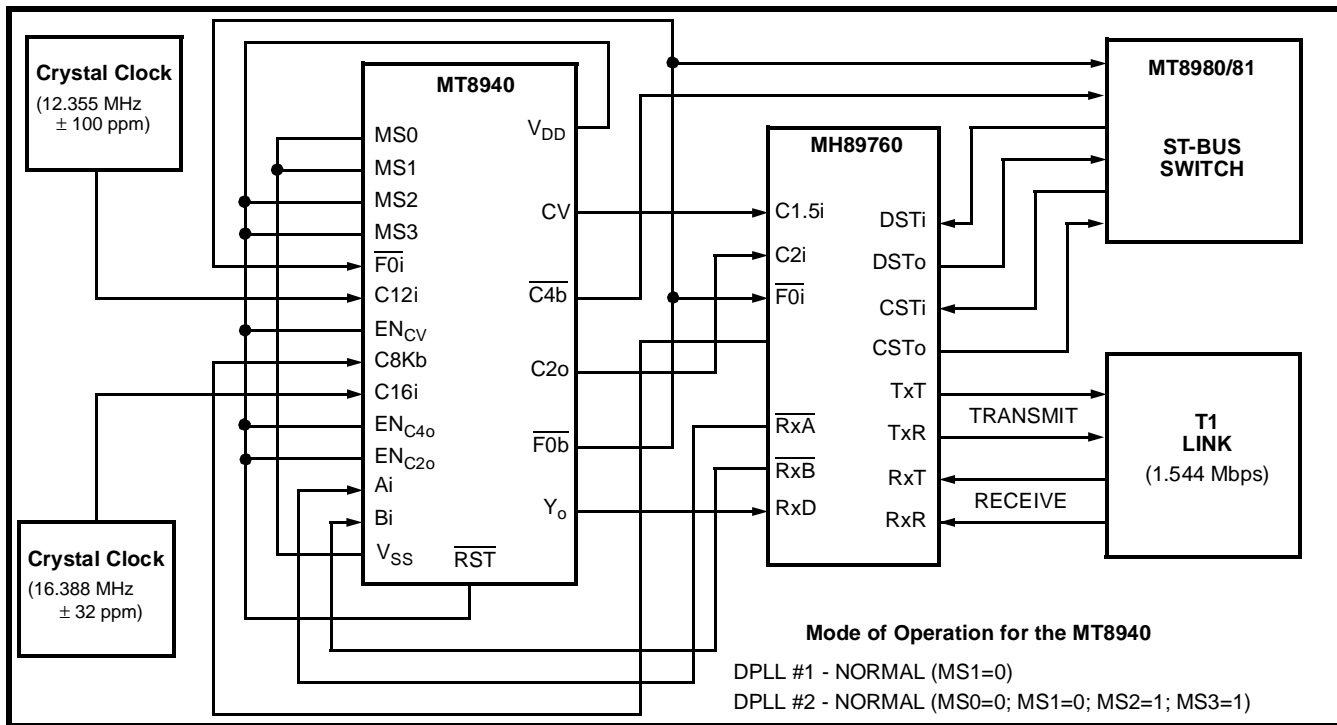 Crystal Clock
(12.355 MHz
± 100 ppm)
Crystal Clock
(16.388 MHz
± 32 ppm)
MT8940
MS0
MS1
MS2
MS3
F0i
C12i
ENCV
C8Kb
C16i
ENC4o
ENC2o
Ai
Bi
VSS
RST
VDD
CV
C4b
C2o
F0b
Yo
MH89760
C1.5i
C2i
F0i
RxA
RxB
RxD
DSTi
DSTo
CSTi
CSTo
TxT
TxR
RxT
RxR
TRANSMIT
RECEIVE
MT8980/81
ST-BUS
SWITCH
T1
LINK
(1.544 Mbps)
Mode of Operation for the MT8940
DPLL #1 - NORMAL (MS1=0)
DPLL #2 - NORMAL (MS0=0; MS1=0; MS2=1; MS3=1)